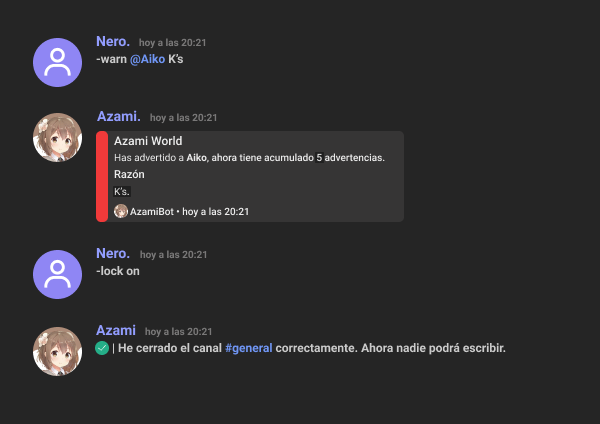 Nero. hoy a las 20:21
-warn @Aiko K's
Azami. hoy a las 20:21
Azami World
Has advertido a Aiko, ahora tiene acumulado 5 advertencias.
Razón
K's.
AzamiBot • hoy a las 20:21
Nero. hoy a las 20:21
-lock on
Azami hoy a las 20:21
| He cerrado el canal #general correctamente. Ahora nadie podrá escribir.